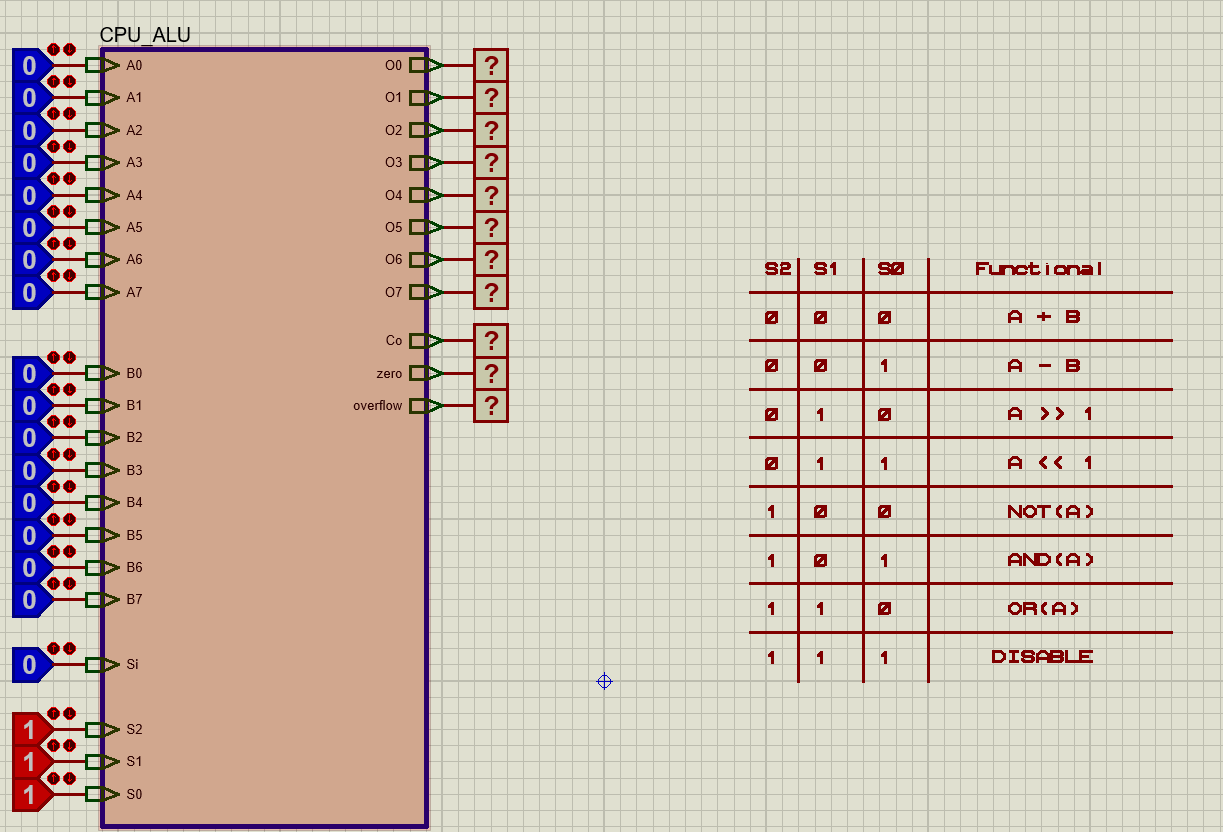 CPU_ALU
0 A0 O0 ?
0 A1 O1 ?
0 A2 O2 ?
0 A3 O3 ?
0 A4 O4 ?
0 A5 O5 ?
0 A6 O6 ?
0 A7 O7 ?
Co ?
0 B0 zero ?
0 B1 overflow ?
0 B2
0 B3
0 B4
0 B5
0 B6
0 B7
0 Si
1 S2
1 S1
1 S0
S2 S1 S0 Functional
0 0 0 A + B
0 0 1 A - B
0 1 0 A >> 1
0 1 1 A << 1
1 0 0 NOT(A)
1 0 1 AND(A)
1 1 0 OR(A)
1 1 1 DISABLE